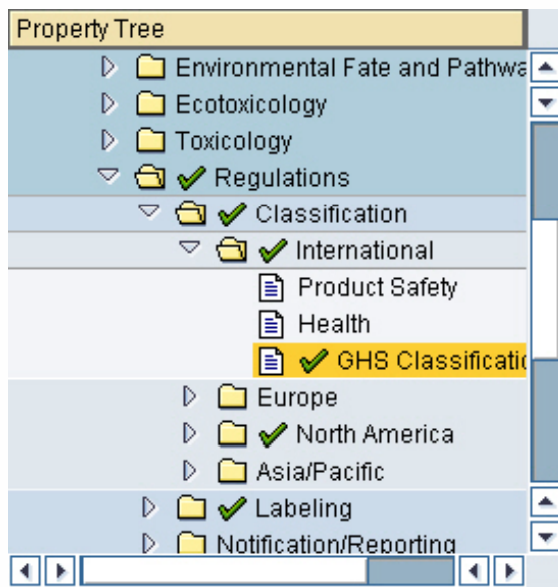 Property Tree
Environmental Fate and Pathwa
Ecotoxicology
Toxicology
Regulations
Classification
International
Product Safety
Health
GHS Classificatio
Europe
North America
Asia/Pacific
Labeling
Notification/Reporting